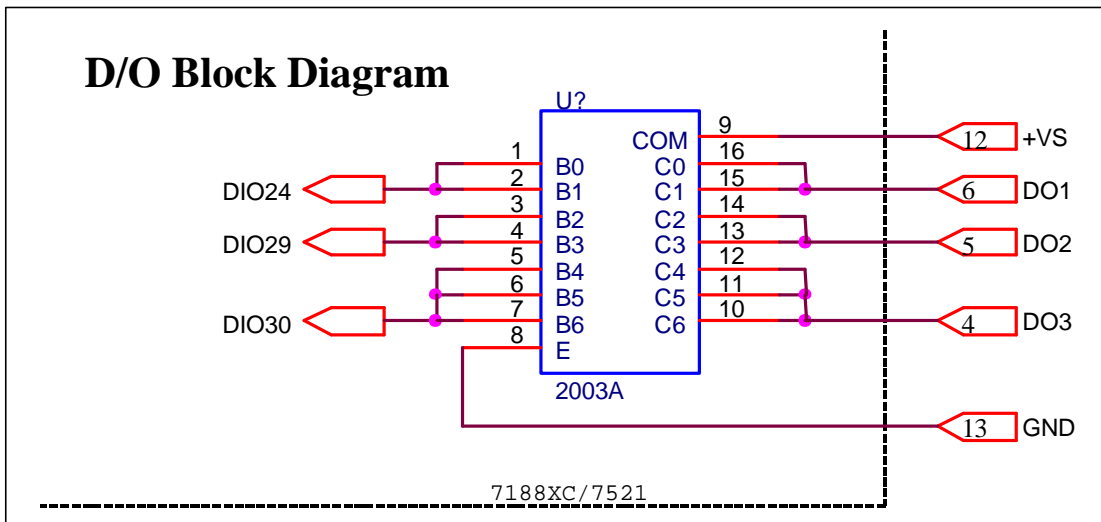 D/O Block Diagram
U?
COM 9 12 +VS
1 B0 C0 16
DIO24 2 B1 C1 15 6 DO1
3 B2 C2 14
DIO29 4 B3 C3 13 5 DO2
5 B4 C4 12
6 B5 C5 11
DIO30 7 B6 C6 10 4 DO3
8 E
2003A
13 GND
7188XC/7521